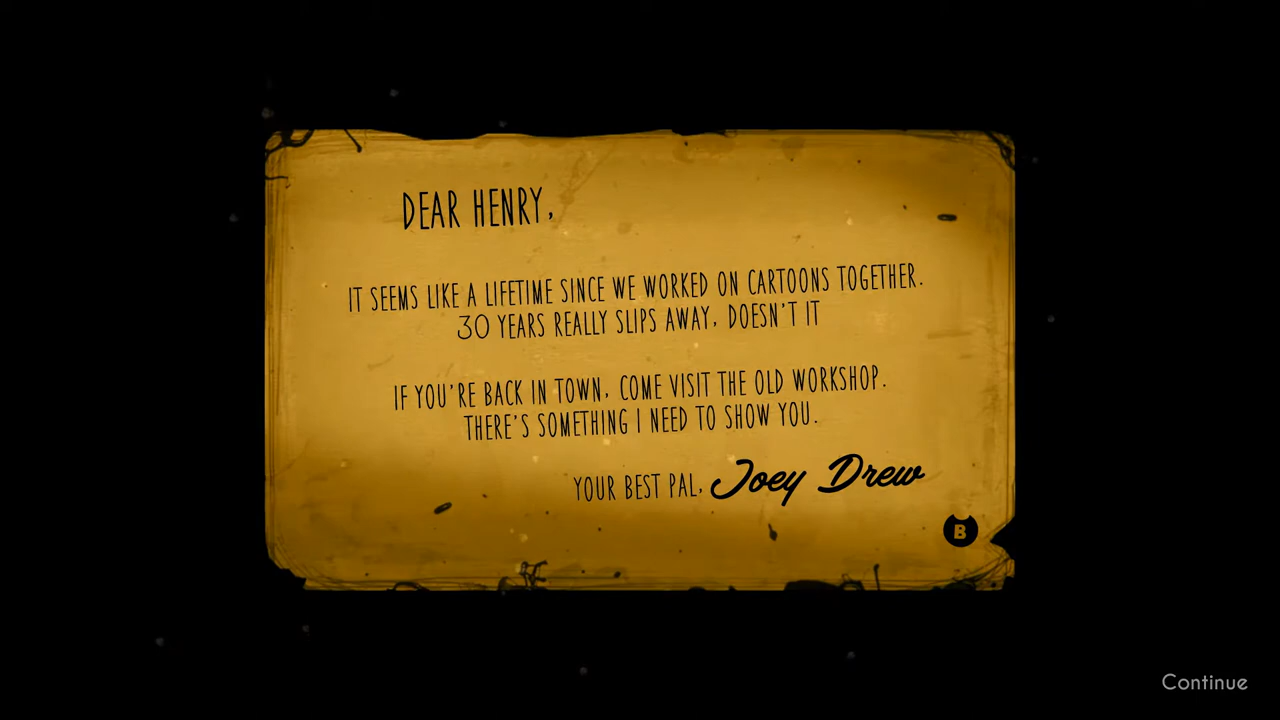 DEAR HENRY,
IT SEEMS LIKE A LIFETIME SINCE WE WORKED ON CARTOONS TOGETHER.
30 YEARS REALLY SLIPS AWAY, DOESN'T IT
IF YOU'RE BACK IN TOWN, COME VISIT THE OLD WORKSHOP.
THERE'S SOMETHING I NEED TO SHOW YOU.
YOUR BEST PAL, Joey Drew
B
Continue